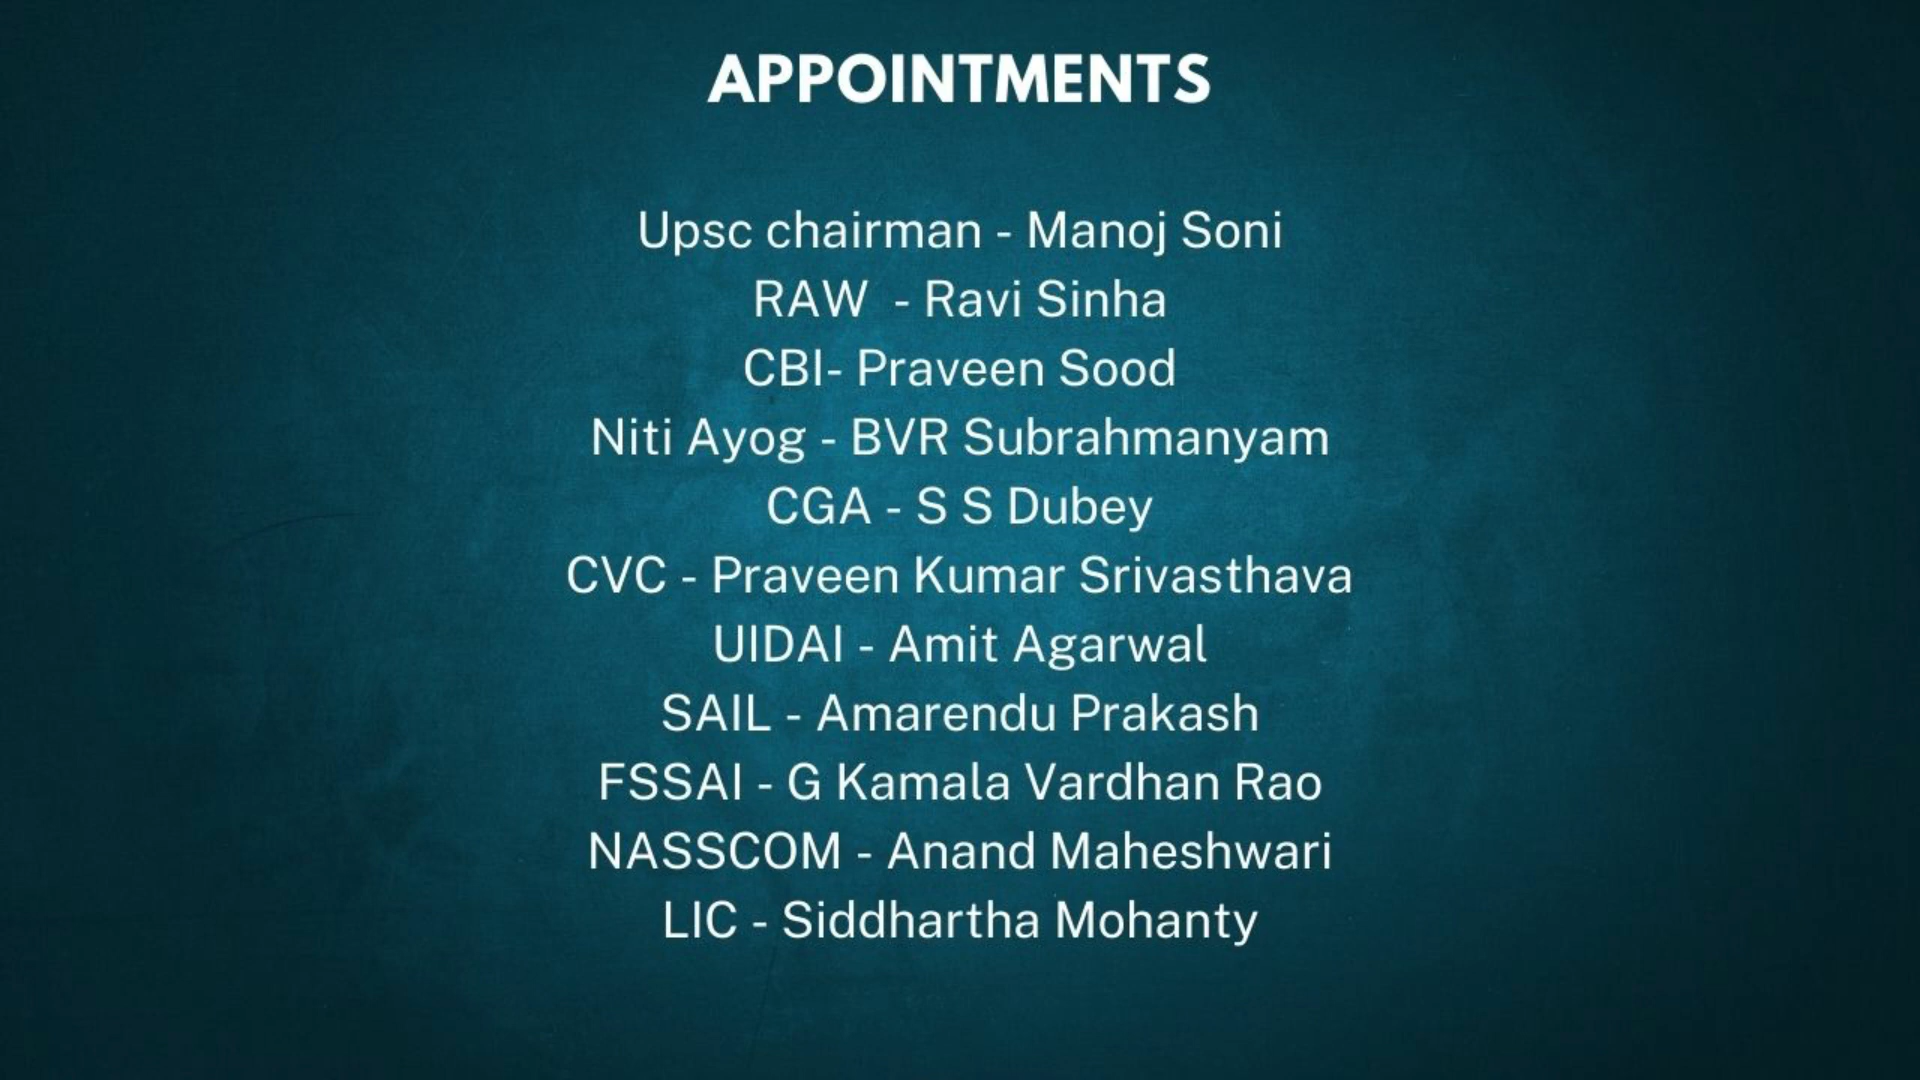 APPOINTMENTS
Upsc chairman - Manoj Soni
RAW  - Ravi Sinha
CBI- Praveen Sood
Niti Ayog - BVR Subrahmanyam
CGA - S S Dubey
CVC - Praveen Kumar Srivasthava
UIDAI - Amit Agarwal
SAIL - Amarendu Prakash
FSSAI - G Kamala Vardhan Rao
NASSCOM - Anand Maheshwari
LIC - Siddhartha Mohanty